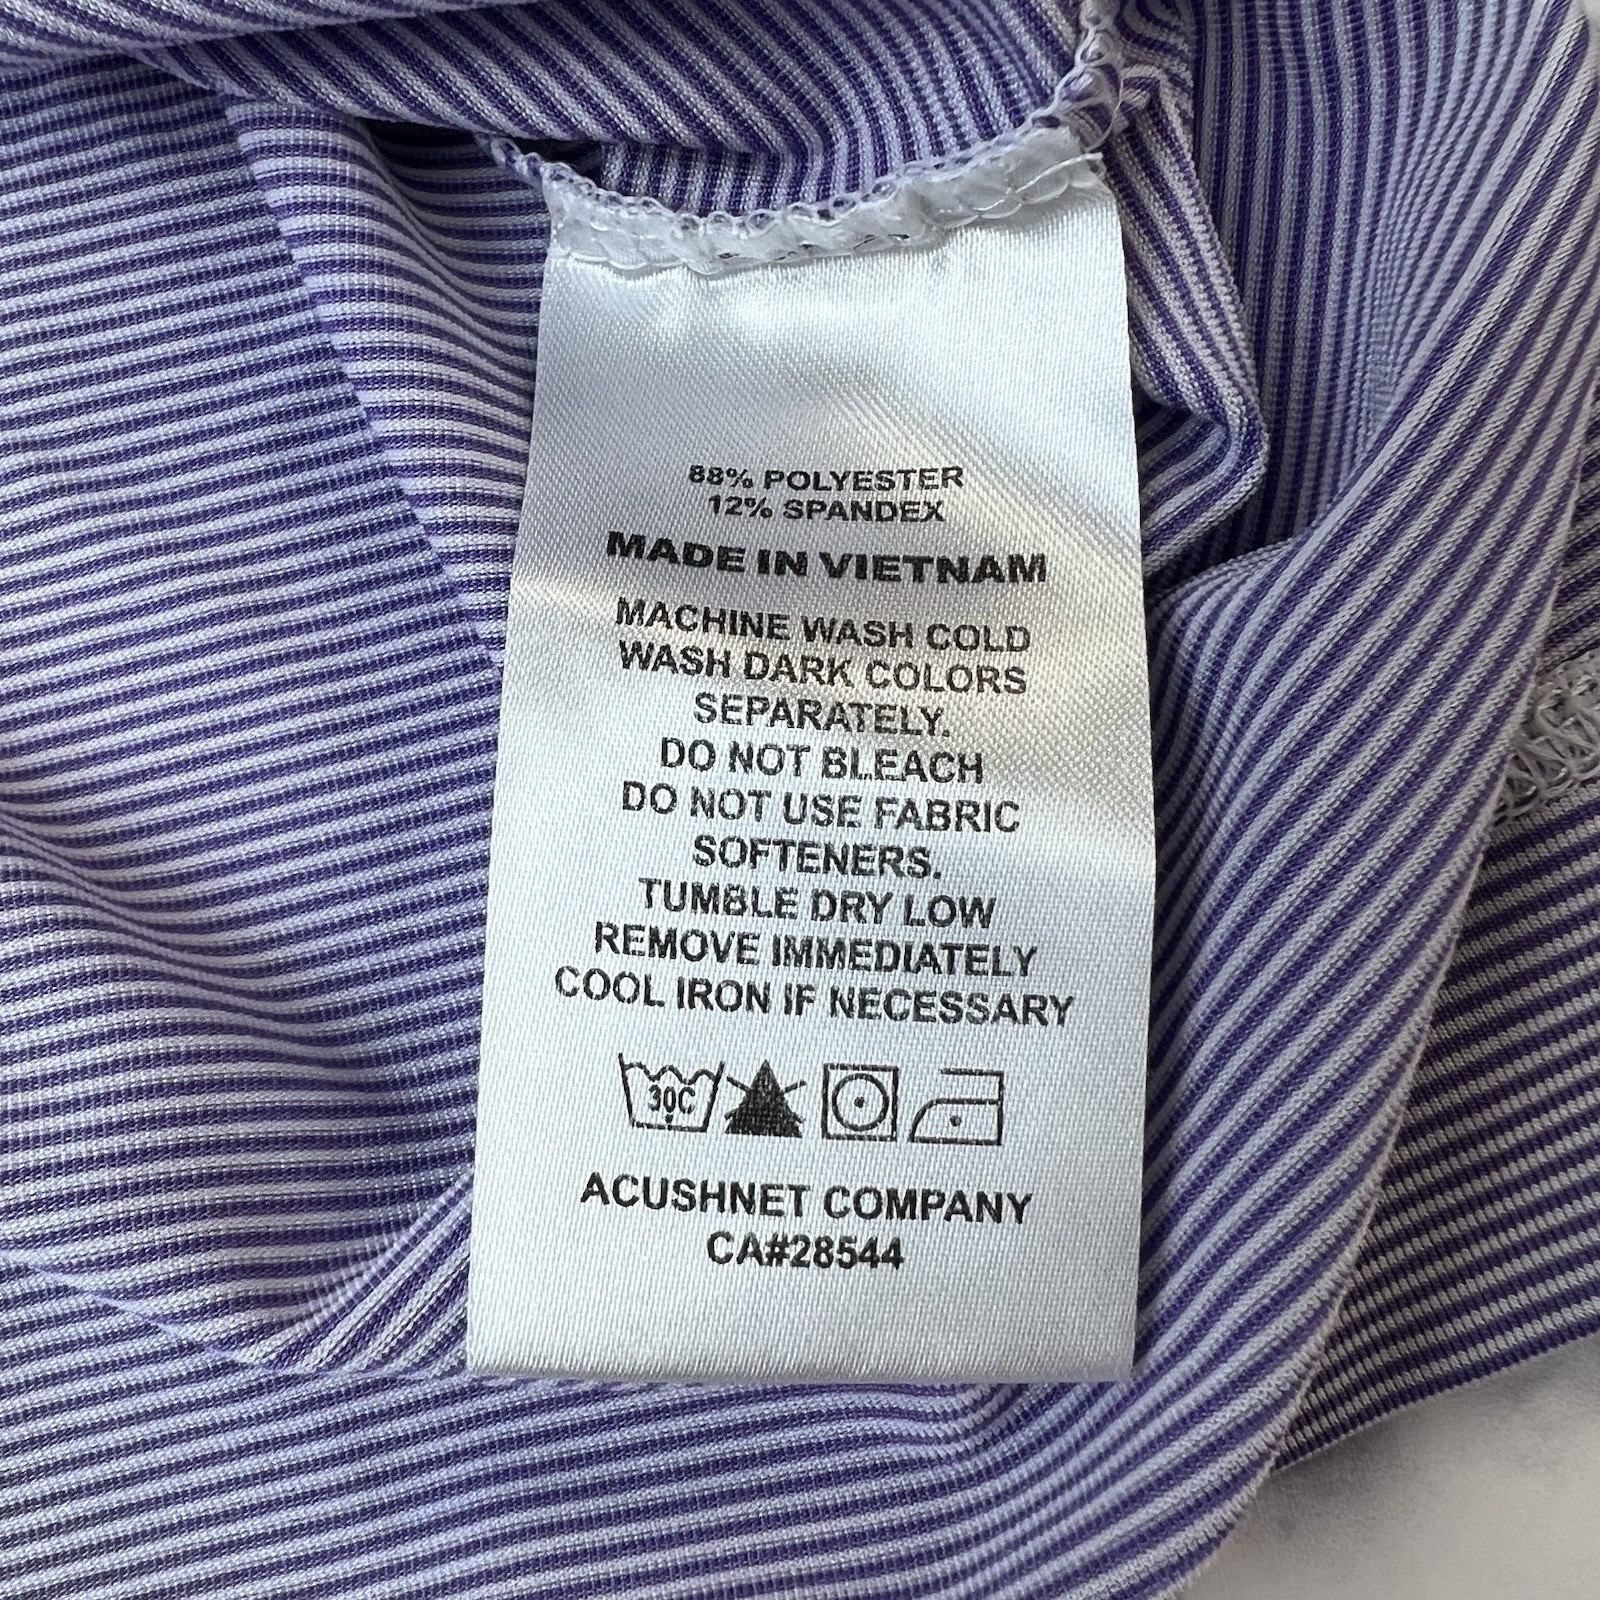 88% POLYESTER
12% SPANDEX
MADE IN VIETNAM
MACHINE WASH COLD
WASH DARK COLORS
SEPARATELY.
DO NOT BLEACH
DO NOT USE FABRIC
SOFTENERS.
TUMBLE DRY LOW
REMOVE IMMEDIATELY
COOL IRON IF NECESSARY
30C
ACUSHNET COMPANY
CA#28544